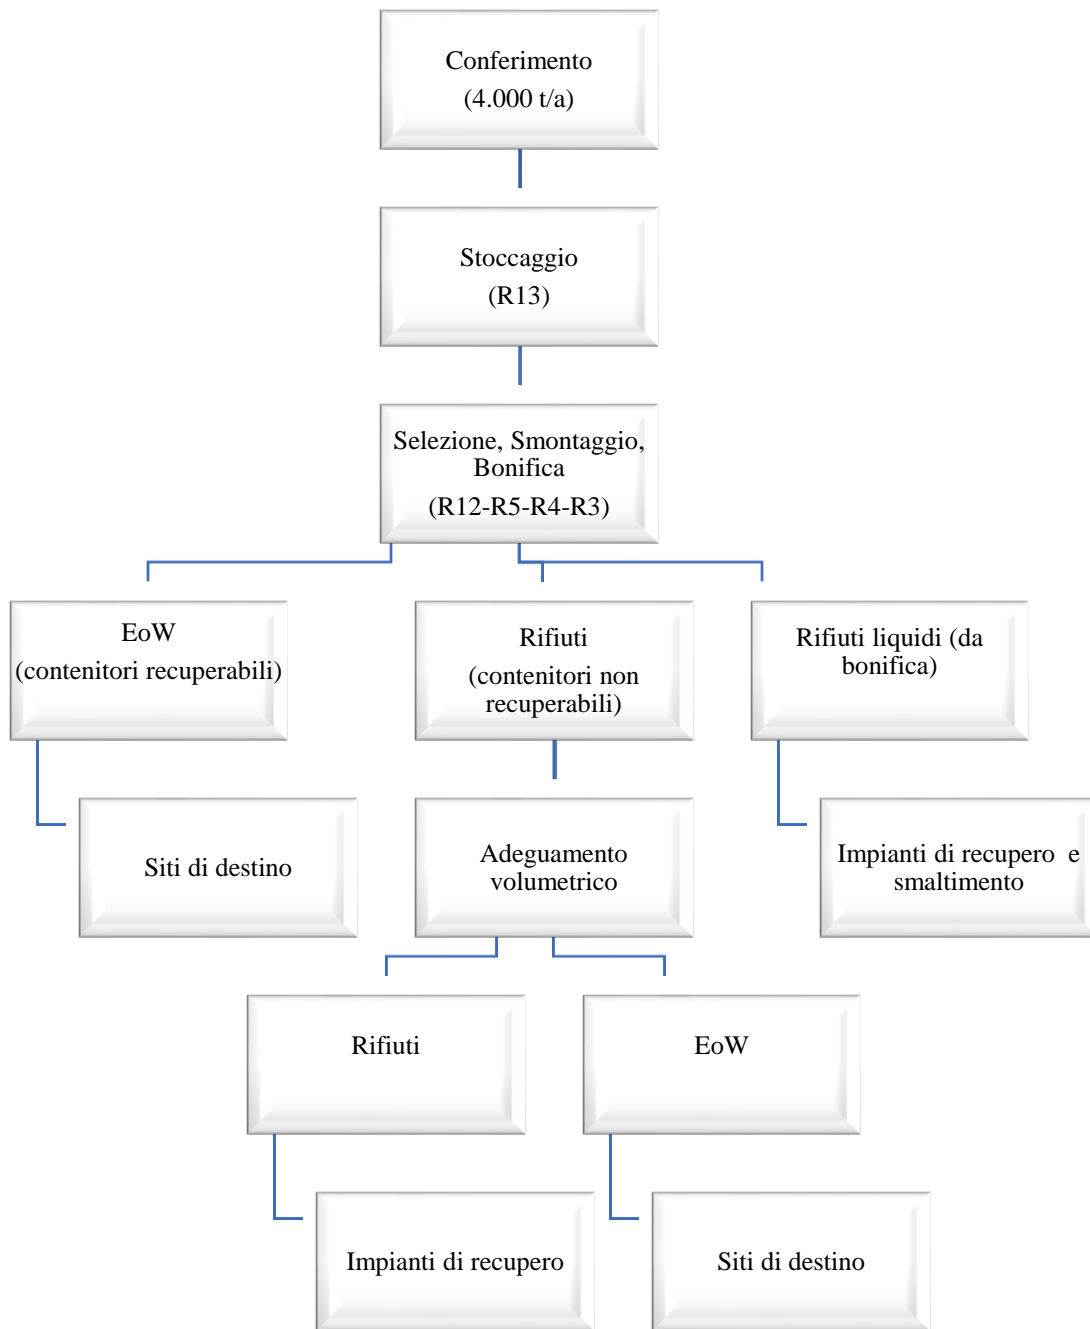 Conferimento
(4.000 t/a)
Stoccaggio
(R13)
Selezione, Smontaggio,
Bonifica
(R12-R5-R4-R3)
EoW
(contenitori recuperabili)
Rifiuti
(contenitori non
recuperabili)
Rifiuti liquidi (da
bonifica)
Siti di destino
Adeguamento
volumetrico
Impianti di recupero e
smaltimento
Rifiuti
EoW
Impianti di recupero
Siti di destino